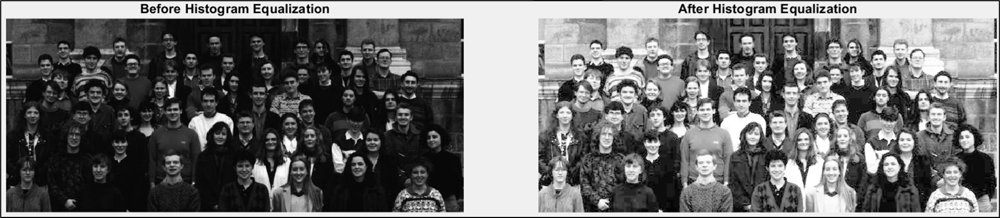 Before Histogram Equalization
After Histogram Equalization